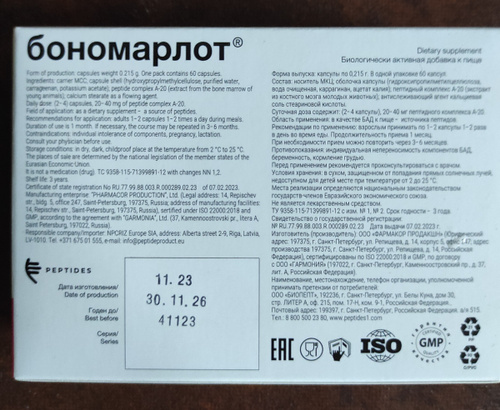 бономарлот®
Dietary supplement
Биологически активная добавка к пище
Form of production: capsules weight 0.215 g. One pack contains 60 capsules.
Ingredients: carrier MCC, capsule shell (hydroxypropylmethylcellulose, purified water,
carrageenan, potassium acetate), peptide complex A-20 (extract from the bone marrow of
young animals), calcium stearate as a flowing agent.
Daily dose: (2-4) capsules, 20-40 mg of peptide complex A-20.
Field of application: as a dietary supplement – a source of peptides.
Recommendations for application: adults 1-2 capsules 1-2 times a day during meals.
Duration of use is 1 month. If necessary, the course may be repeated in 3-6 months.
Contraindications: individual intolerance of components, pregnancy, lactation.
Consult your physician before use.
Storage conditions: in dry, dark, childproof place at the temperature from 2 °C to 25 °C.
The places of sale are determined by the national legislation of the member states of the
Eurasian Economic Union.
It is not a medication (drug). TC 9358-115-71399891-12 with changes NN 1,2.
Shelf life: 3 years.
Certificate of state registration No RU.77.99.88.003.R.000289.02.23 of 07.02.2023.
Manufacturing enterprise: "PHARMACOR PRODUCTION" Ltd. (Legal address: 14, Repischev
str., bldg. 5, office 247, Saint-Petersburg, 197375, Russia; address of manufacturing facilities:
14, Repischev str., Saint-Petersburg, 197375, Russia), certified under ISO 22000:2018 and
GMP, according to the agreement with "GARMONIA", Ltd. (37, Kamennoostrovskii pr., litera A,
Saint Petersburg, 197022, Russia).
Responsible company/importer: NPCRIZ Europe SIA, address: Alberta street 2-9, Riga, Latvia,
LV-1010. Tel. +371 675 01 555, e-mail: info@peptideproduct.eu
Форма выпуска: капсулы по 0,215 г. В одной упаковке 60 капсул.
Состав: носитель МКЦ, оболочка капсулы (гидроксипропилметилцеллюлоза,
вода очищенная, каррагинан, ацетат калия), пептидный комплекс А-20 (экстракт
из костного мозга молодых животных), антислеживающий агент кальциевая
соль стеариновой кислоты.
Суточная доза содержит: (2-4 капсулы), 20-40 мг пептидного комплекса А-20.
Область применения: в качестве БАД к пище – источника пептидов.
Рекомендации по применению: взрослым принимать по 1-2 капсулы 1-2 раза
в день во время еды. Продолжительность приема 1 месяц.
При необходимости прием можно повторить через 3-6 месяцев.
Противопоказания: индивидуальная непереносимость компонентов БАД,
беременность, кормление грудью.
Перед применением рекомендуется проконсультироваться с врачом.
Условия хранения: в сухом, защищенном от попадания прямых солнечных лучей,
недоступном для детей месте при температуре от 2 до 25 °С.
Места реализации определяются национальным законодательством
государств-членов Евразийского экономического союза.
Не является лекарственным средством.
ТУ 9358-115-71399891-12 с изм. № 1, № 2. Срок годности – 3 года.
Свидетельство о государственной регистрации:
№ RU.77.99.88.003.R.000289.02.23 Дата выдачи 07.02.2023 г.
Изготовитель (производитель): ООО «ФАРМАКОР ПРОДАКШН» (Юридический
адрес: 197375, г. Санкт-Петербург, ул. Репищева, д. 14, корпус 5, офис 247; адрес
производства 197375, г. Санкт-Петербург, ул. Репищева, д. 14, Российская
Федерация), сертифицировано по ISO 22000:2018 и GMP, по договору
с ООО «ГАРМОНИЯ» (197022, г. Санкт-Петербург, Каменноостровский пр., д. 37,
лит. А, Российская Федерация).
Наименование, местонахождение, телефон организации, уполномоченной
принимать претензии от потребителей:
ООО «БИОПЕПТ», 192236, г. Санкт-Петербург, ул. Белы Куна, дом 30,
стр. ЛИТЕР А, оф. 215, пом. 17-Н, ком. 9-1, Российская Федерация.
Почтовый адрес: 199397, г. Санкт-Петербург, Российская Федерация, а/я 515
Тел.: 8 800 500 23 80, www.peptides1.com
PEPTIDES
Дата изготовления/
Date of production
11. 23
Годен до/
Best before
30. 11. 26
Серия/
Series
41123
EAC
ISO
GMP